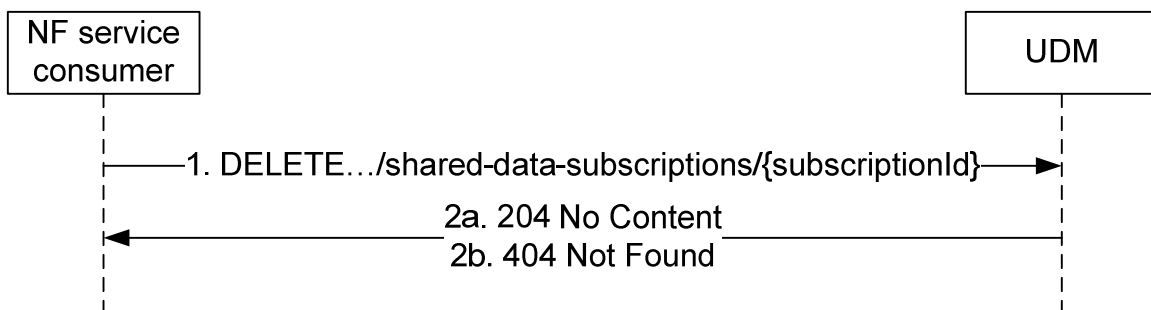 NF service
consumer
UDM
1. DELETE…/shared-data-subscriptions/{subscriptionId}
2a. 204 No Content
2b. 404 Not Found